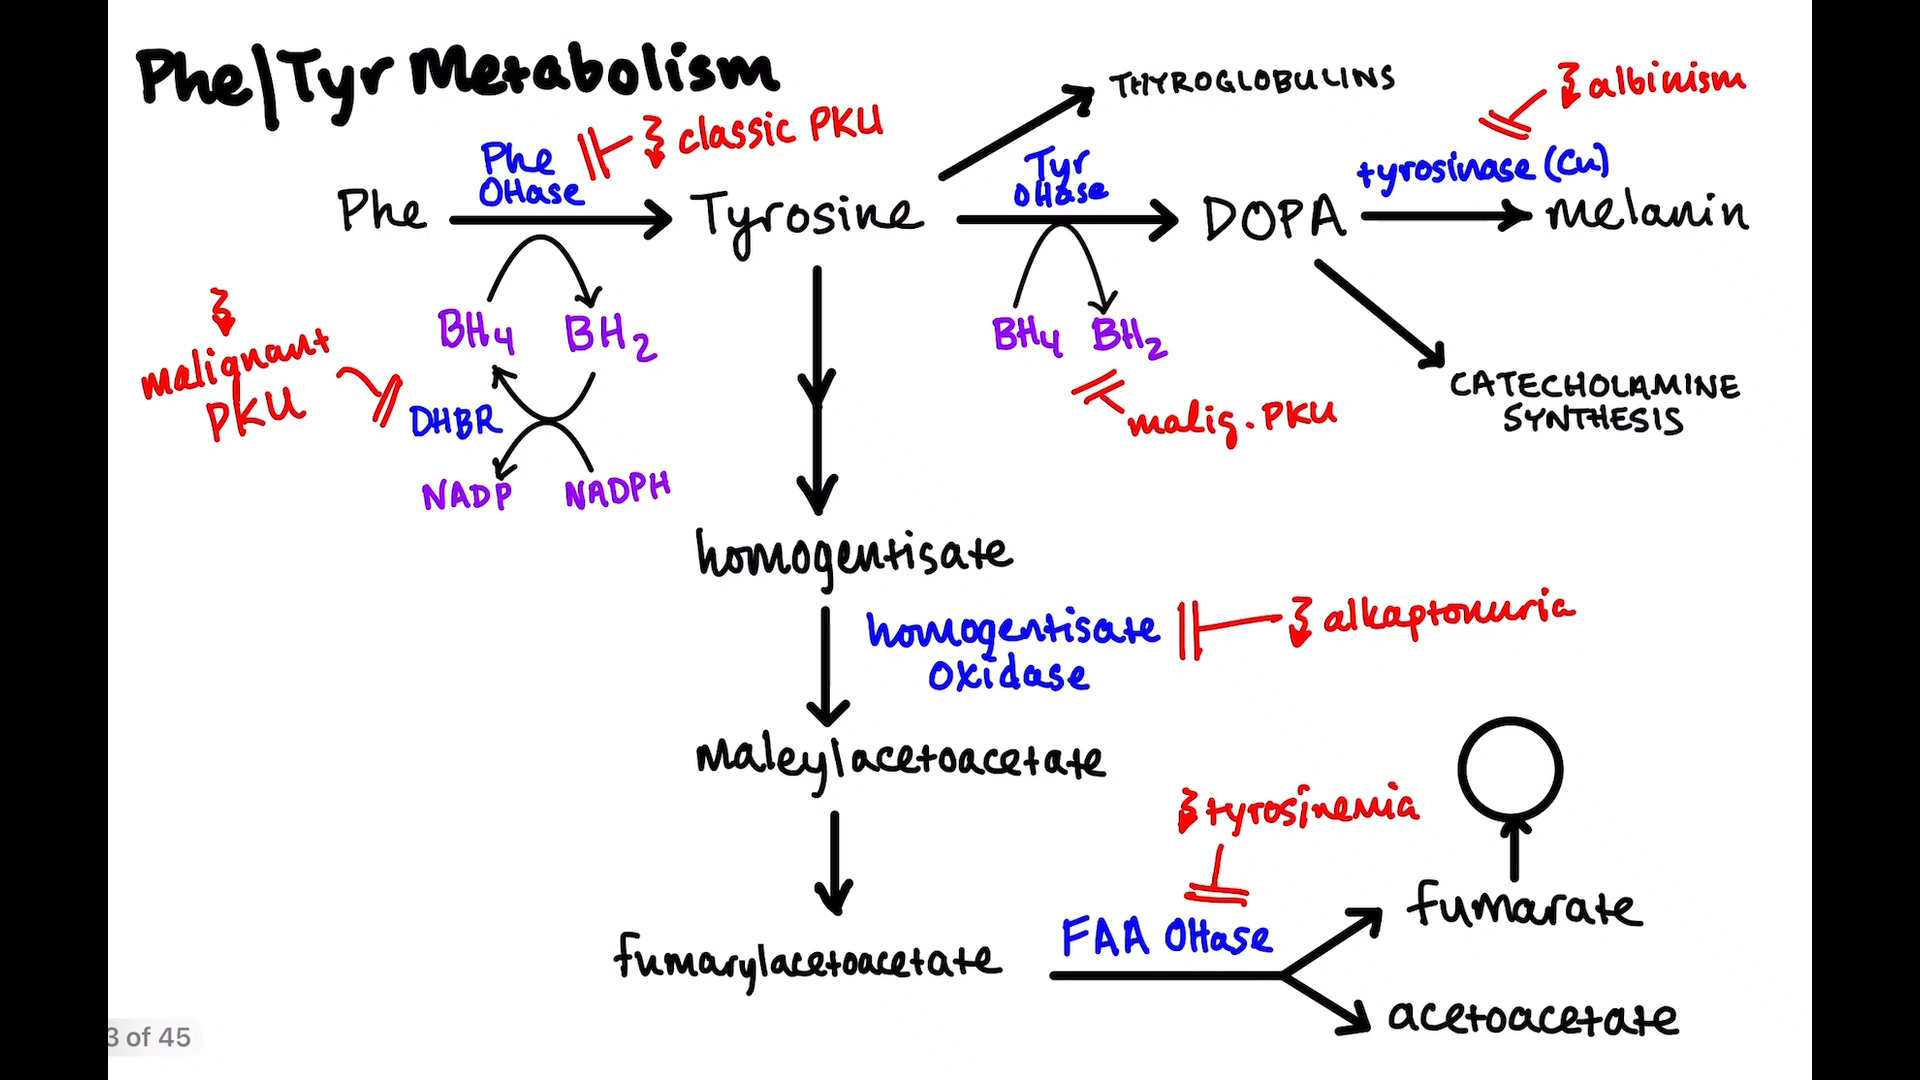 Phe/Tyr Metabolism
THYROGLOBULINS
albinism
classic PKU
Phe
OHase
Tyr
OHase
tyrosinase (Cu)
Phe
Tyrosine
DOPA
melanin
malignant
PKU
BH4
BH2
BH4
BH2
DHBR
malig. PKU
CATECHOLAMINE
SYNTHESIS
NADP
NADPH
homogentisate
homogentisate
oxidase
alkaptonuria
maleylacetoacetate
tyrosinemia
fumarate
FAA OHase
fumarylacetoacetate
acetoacetate
3 of 45